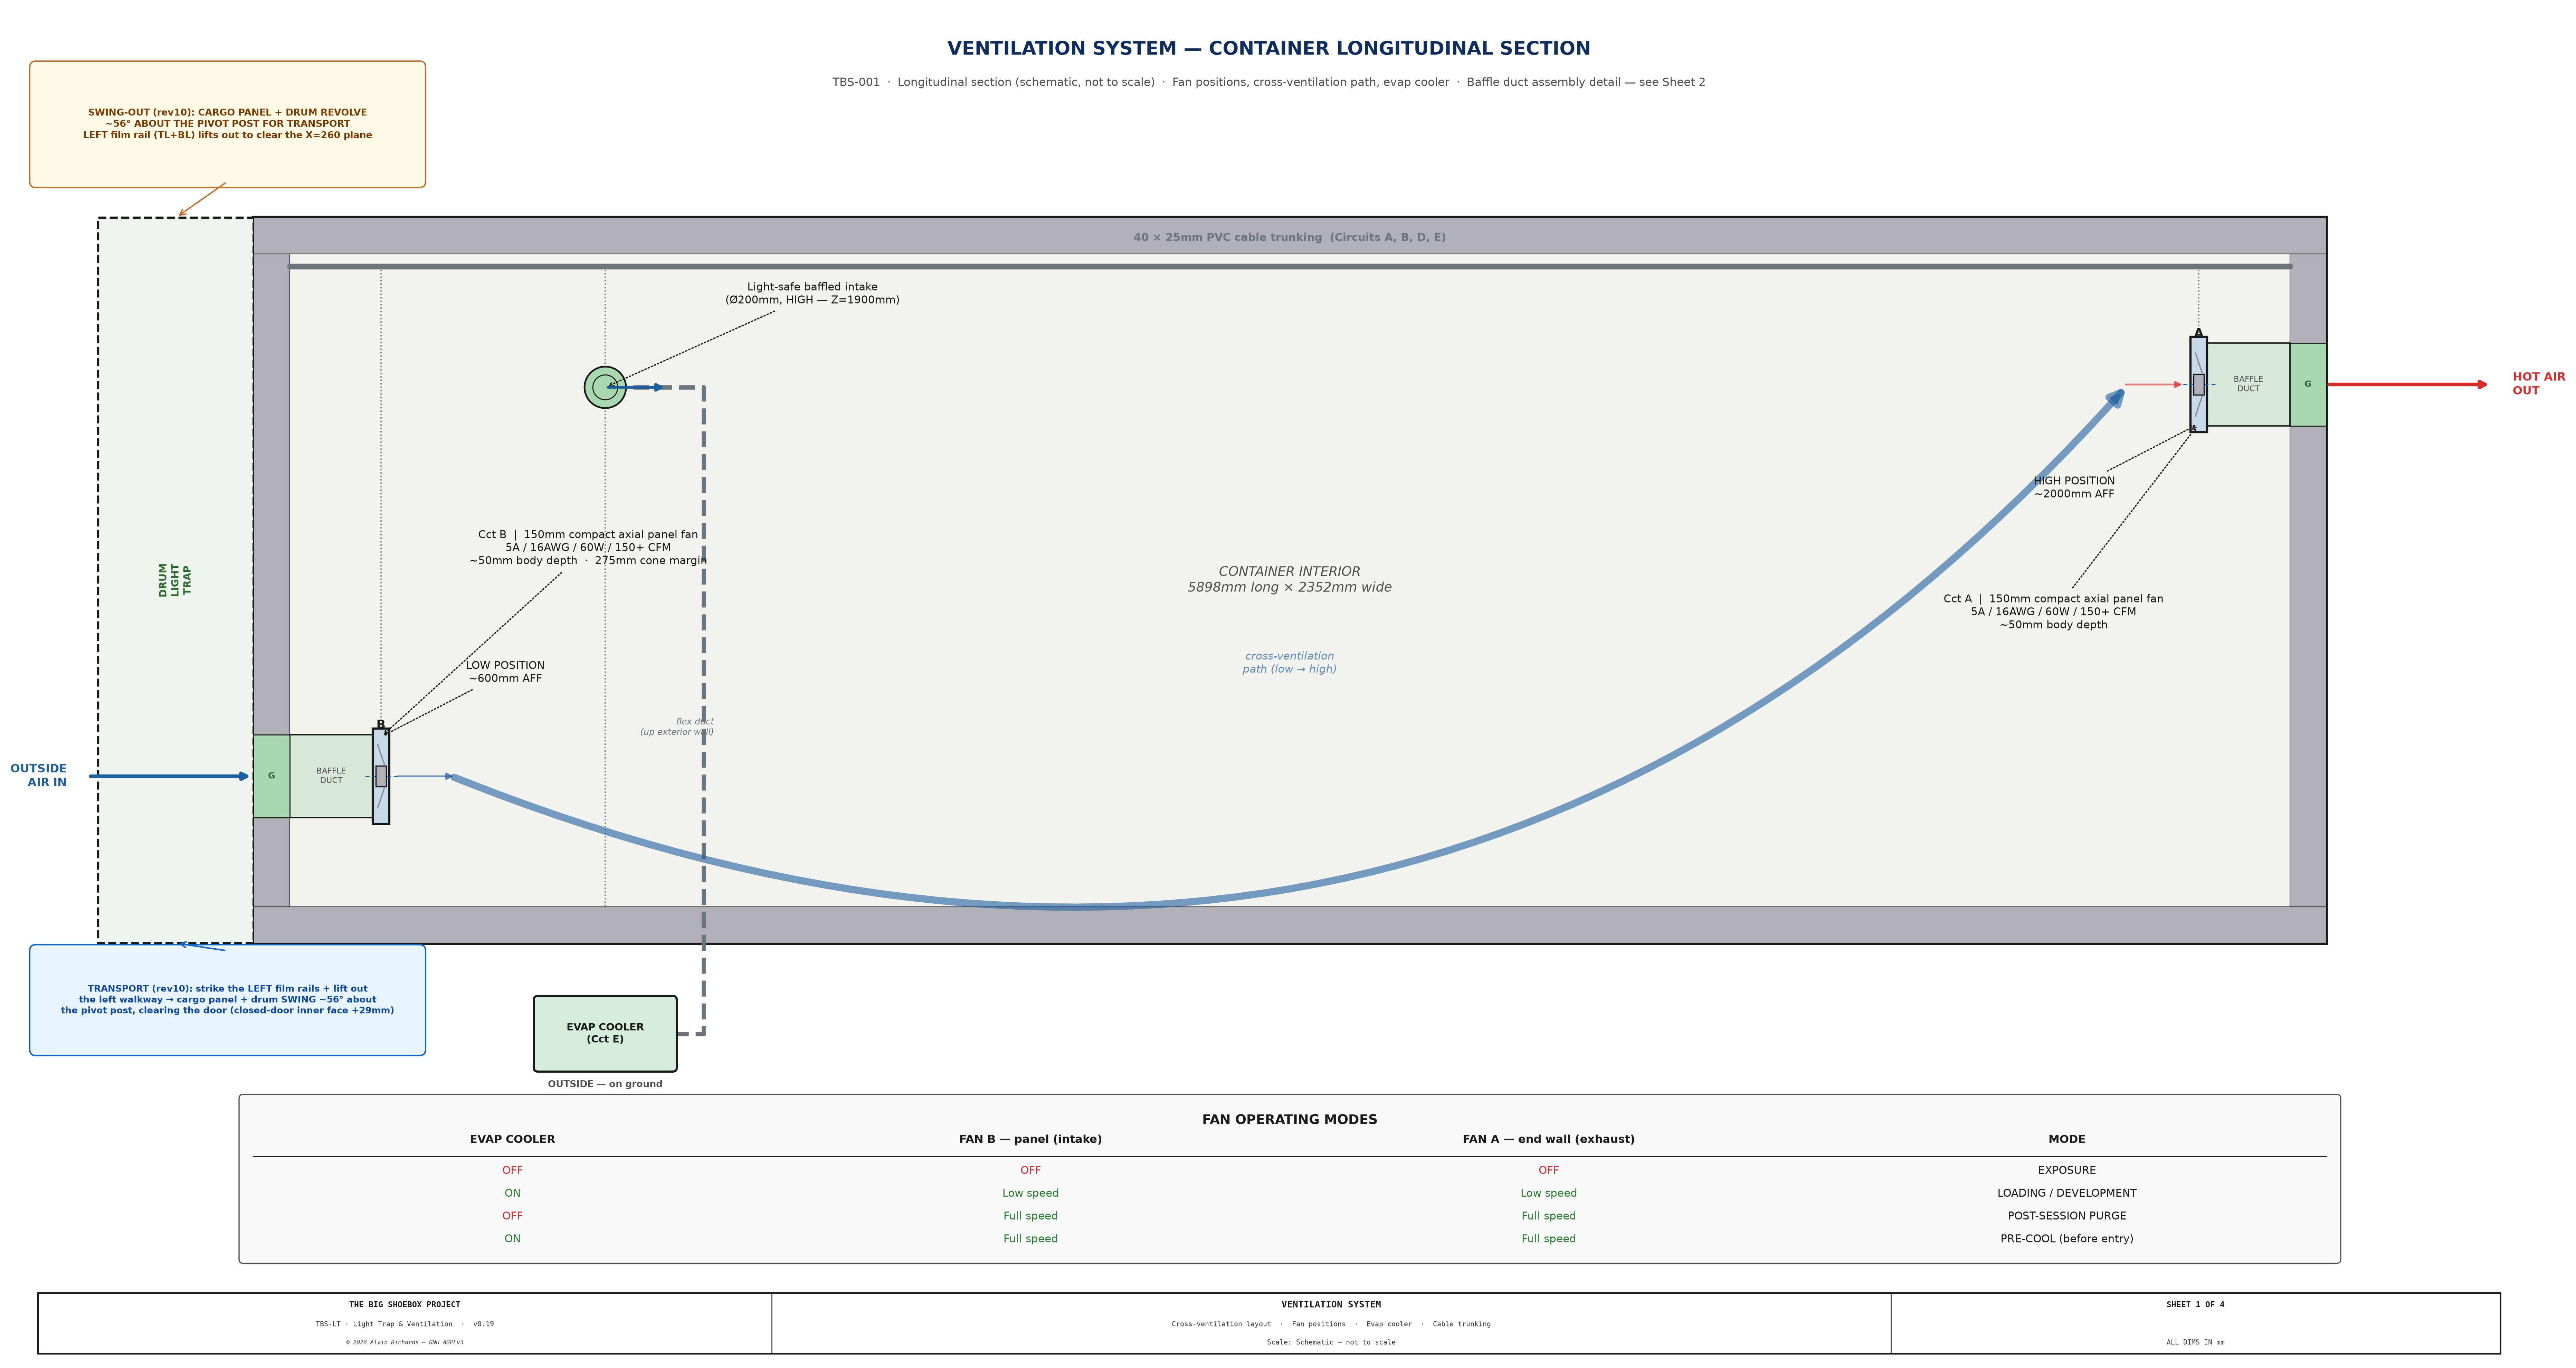 VENTILATION SYSTEM — CONTAINER LONGITUDINAL SECTION
TBS-001 · Longitudinal section (schematic, not to scale) · Fan positions, cross-ventilation path, evap cooler · Baffle duct assembly detail — see Sheet 2
SWING-OUT (rev10): CARGO PANEL + DRUM REVOLVE
~56° ABOUT THE PIVOT POST FOR TRANSPORT
LEFT film rail (TL+BL) lifts out to clear the X=260 plane
40 × 25mm PVC cable trunking (Circuits A, B, D, E)
Light-safe baffled intake
(Ø200mm, HIGH — Z=1900mm)
A
BAFFLE
DUCT
G
HOT AIR
OUT
HIGH POSITION
~2000mm AFF
Cct B | 150mm compact axial panel fan
5A / 16AWG / 60W / 150+ CFM
~50mm body depth · 275mm cone margin
DRUM
LIGHT
TRAP
CONTAINER INTERIOR
5898mm long × 2352mm wide
Cct A | 150mm compact axial panel fan
5A / 16AWG / 60W / 150+ CFM
~50mm body depth
cross-ventilation
path (low → high)
LOW POSITION
~600mm AFF
flex duct
(up exterior wall)
B
OUTSIDE
AIR IN
G
BAFFLE
DUCT
TRANSPORT (rev10): strike the LEFT film rails + lift out
the left walkway → cargo panel + drum SWING ~56° about
the pivot post, clearing the door (closed-door inner face +29mm)
EVAP COOLER
(Cct E)
OUTSIDE — on ground
FAN OPERATING MODES
EVAP COOLER FAN B — panel (intake) FAN A — end wall (exhaust) MODE
OFF OFF OFF EXPOSURE
ON Low speed Low speed LOADING / DEVELOPMENT
OFF Full speed Full speed POST-SESSION PURGE
ON Full speed Full speed PRE-COOL (before entry)
THE BIG SHOEBOX PROJECT
TBS-LT · Light Trap & Ventilation · v0.19
© 2026 Alvin Richards — GNU AGPLv3
VENTILATION SYSTEM
Cross-ventilation layout · Fan positions · Evap cooler · Cable trunking
Scale: Schematic — not to scale
SHEET 1 OF 4
ALL DIMS IN mm